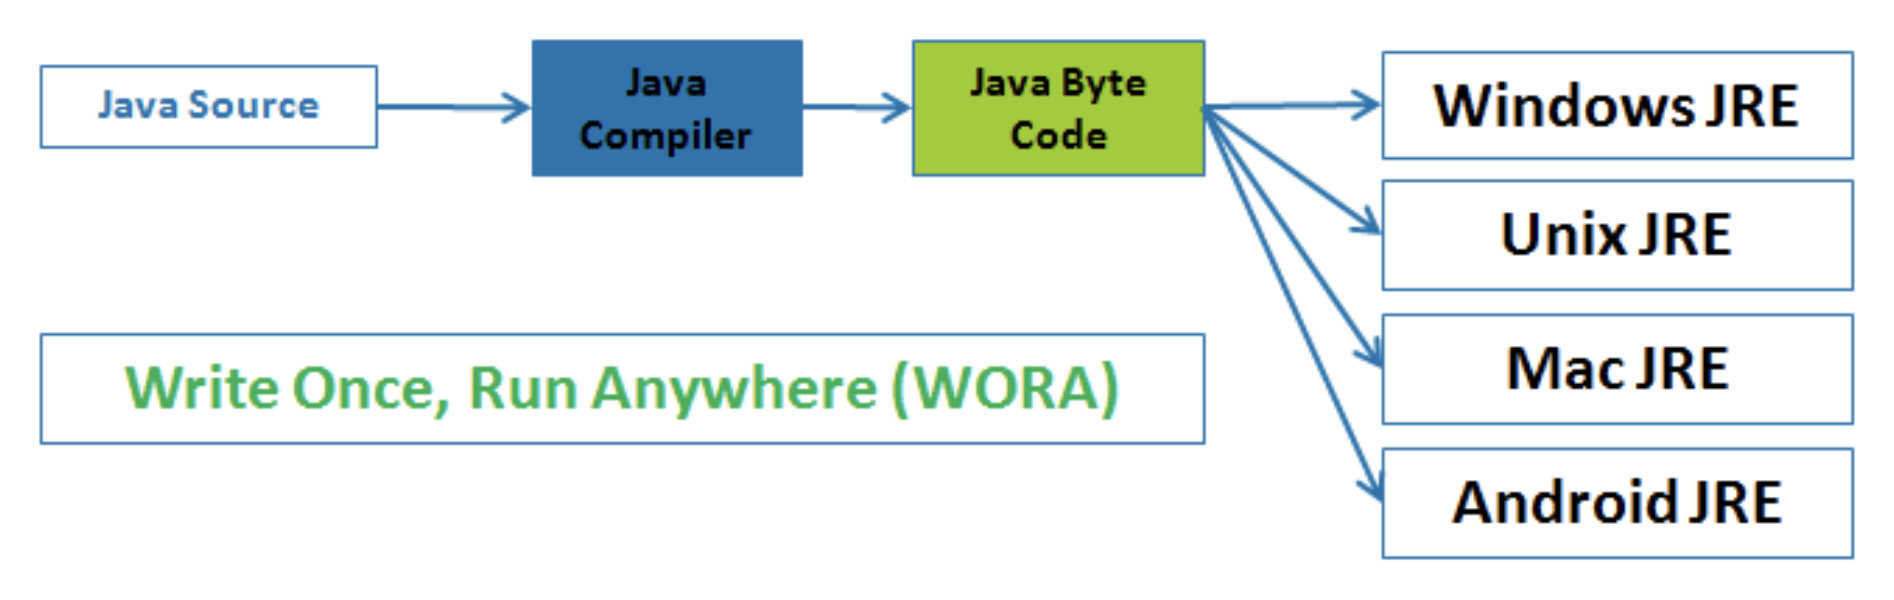 Java Source
Java
Compiler
Java Byte
Code
Windows JRE
Unix JRE
Mac JRE
Android JRE
Write Once, Run Anywhere (WORA)